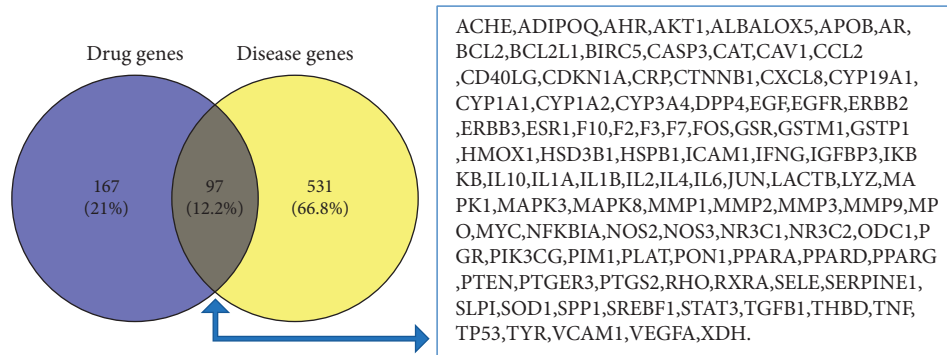 Drug genes
Disease genes
167
(21%)
97
(12.2%)
531
(66.8%)
ACHE,ADIPOQ,AHR,AKT1,ALBALOX5,APOB,AR,
BCL2,BCL2L1,BIRC5,CASP3,CAT,CAV1,CCL2
,CD40LG,CDKN1A,CRP,CTNNB1,CXCL8,CYP19A1,
CYP1A1,CYP1A2,CYP3A4,DPP4,EGF,EGFR,ERBB2
,ERBB3,ESR1,F10,F2,F3,F7,FOS,GSR,GSTM1,GSTP1
,HMOX1,HSD3B1,HSPB1,ICAM1,IFNG,IGFBP3,IKB
KB,IL10,IL1A,IL1B,IL2,IL4,IL6,JUN,LACTB,LYZ,MA
PK1,MAPK3,MAPK8,MMP1,MMP2,MMP3,MMP9,MP
O,MYC,NFKBIA,NOS2,NOS3,NR3C1,NR3C2,ODC1,P
GR,PIK3CG,PIM1,PLAT,PON1,PPARA,PPARD,PPARG
,PTEN,PTGER3,PTGS2,RHO,RXRA,SELE,SERPINE1,
SLPI,SOD1,SPP1,SREBF1,STAT3,TGFB1,THBD,TNF,
TP53,TYR,VCAM1,VEGFA,XDH.